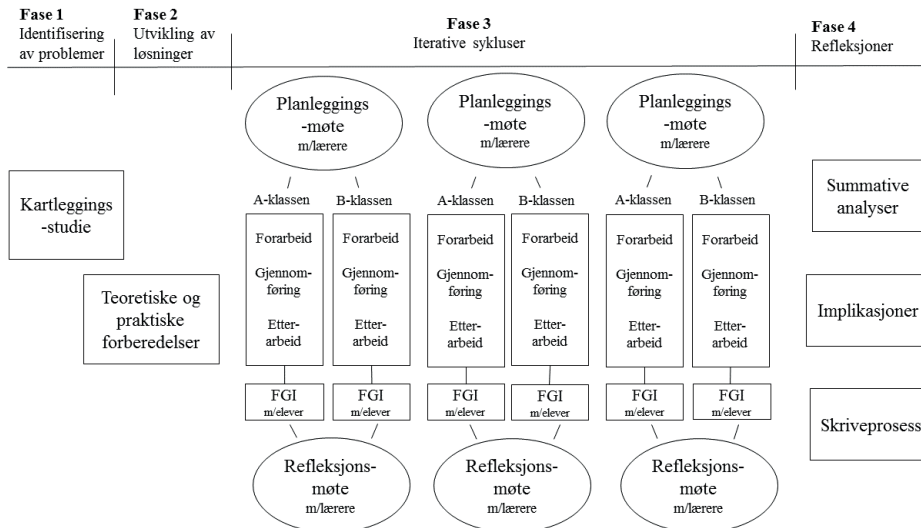 Fase 1
Identifisering
av problemer
Fase 2
Utvikling av
løsninger
Fase 3
Iterative sykluser
Fase 4
Refleksjoner
Kartleggings
-studie
Teoretiske og
praktiske
forberedelser
Planleggings
-møte
m/lærere
A-klassen
B-klassen
Forarbeid
Gjennom-
føring
Etter-
arbeid
Forarbeid
Gjennom-
føring
Etter-
arbeid
FGI
m/elever
FGI
m/elever
Refleksjons-
møte
m/lærere
Planleggings
-møte
m/lærere
A-klassen
B-klassen
Forarbeid
Gjennom-
føring
Etter-
arbeid
Forarbeid
Gjennom-
føring
Etter-
arbeid
FGI
m/elever
FGI
m/elever
Refleksjons-
møte
m/lærere
Planleggings
-møte
m/lærere
A-klassen
B-klassen
Forarbeid
Gjennom-
føring
Etter-
arbeid
Forarbeid
Gjennom-
føring
Etter-
arbeid
FGI
m/elever
FGI
m/elever
Refleksjons-
møte
m/lærere
Summative
analyser
Implikasjoner
Skriveprosess